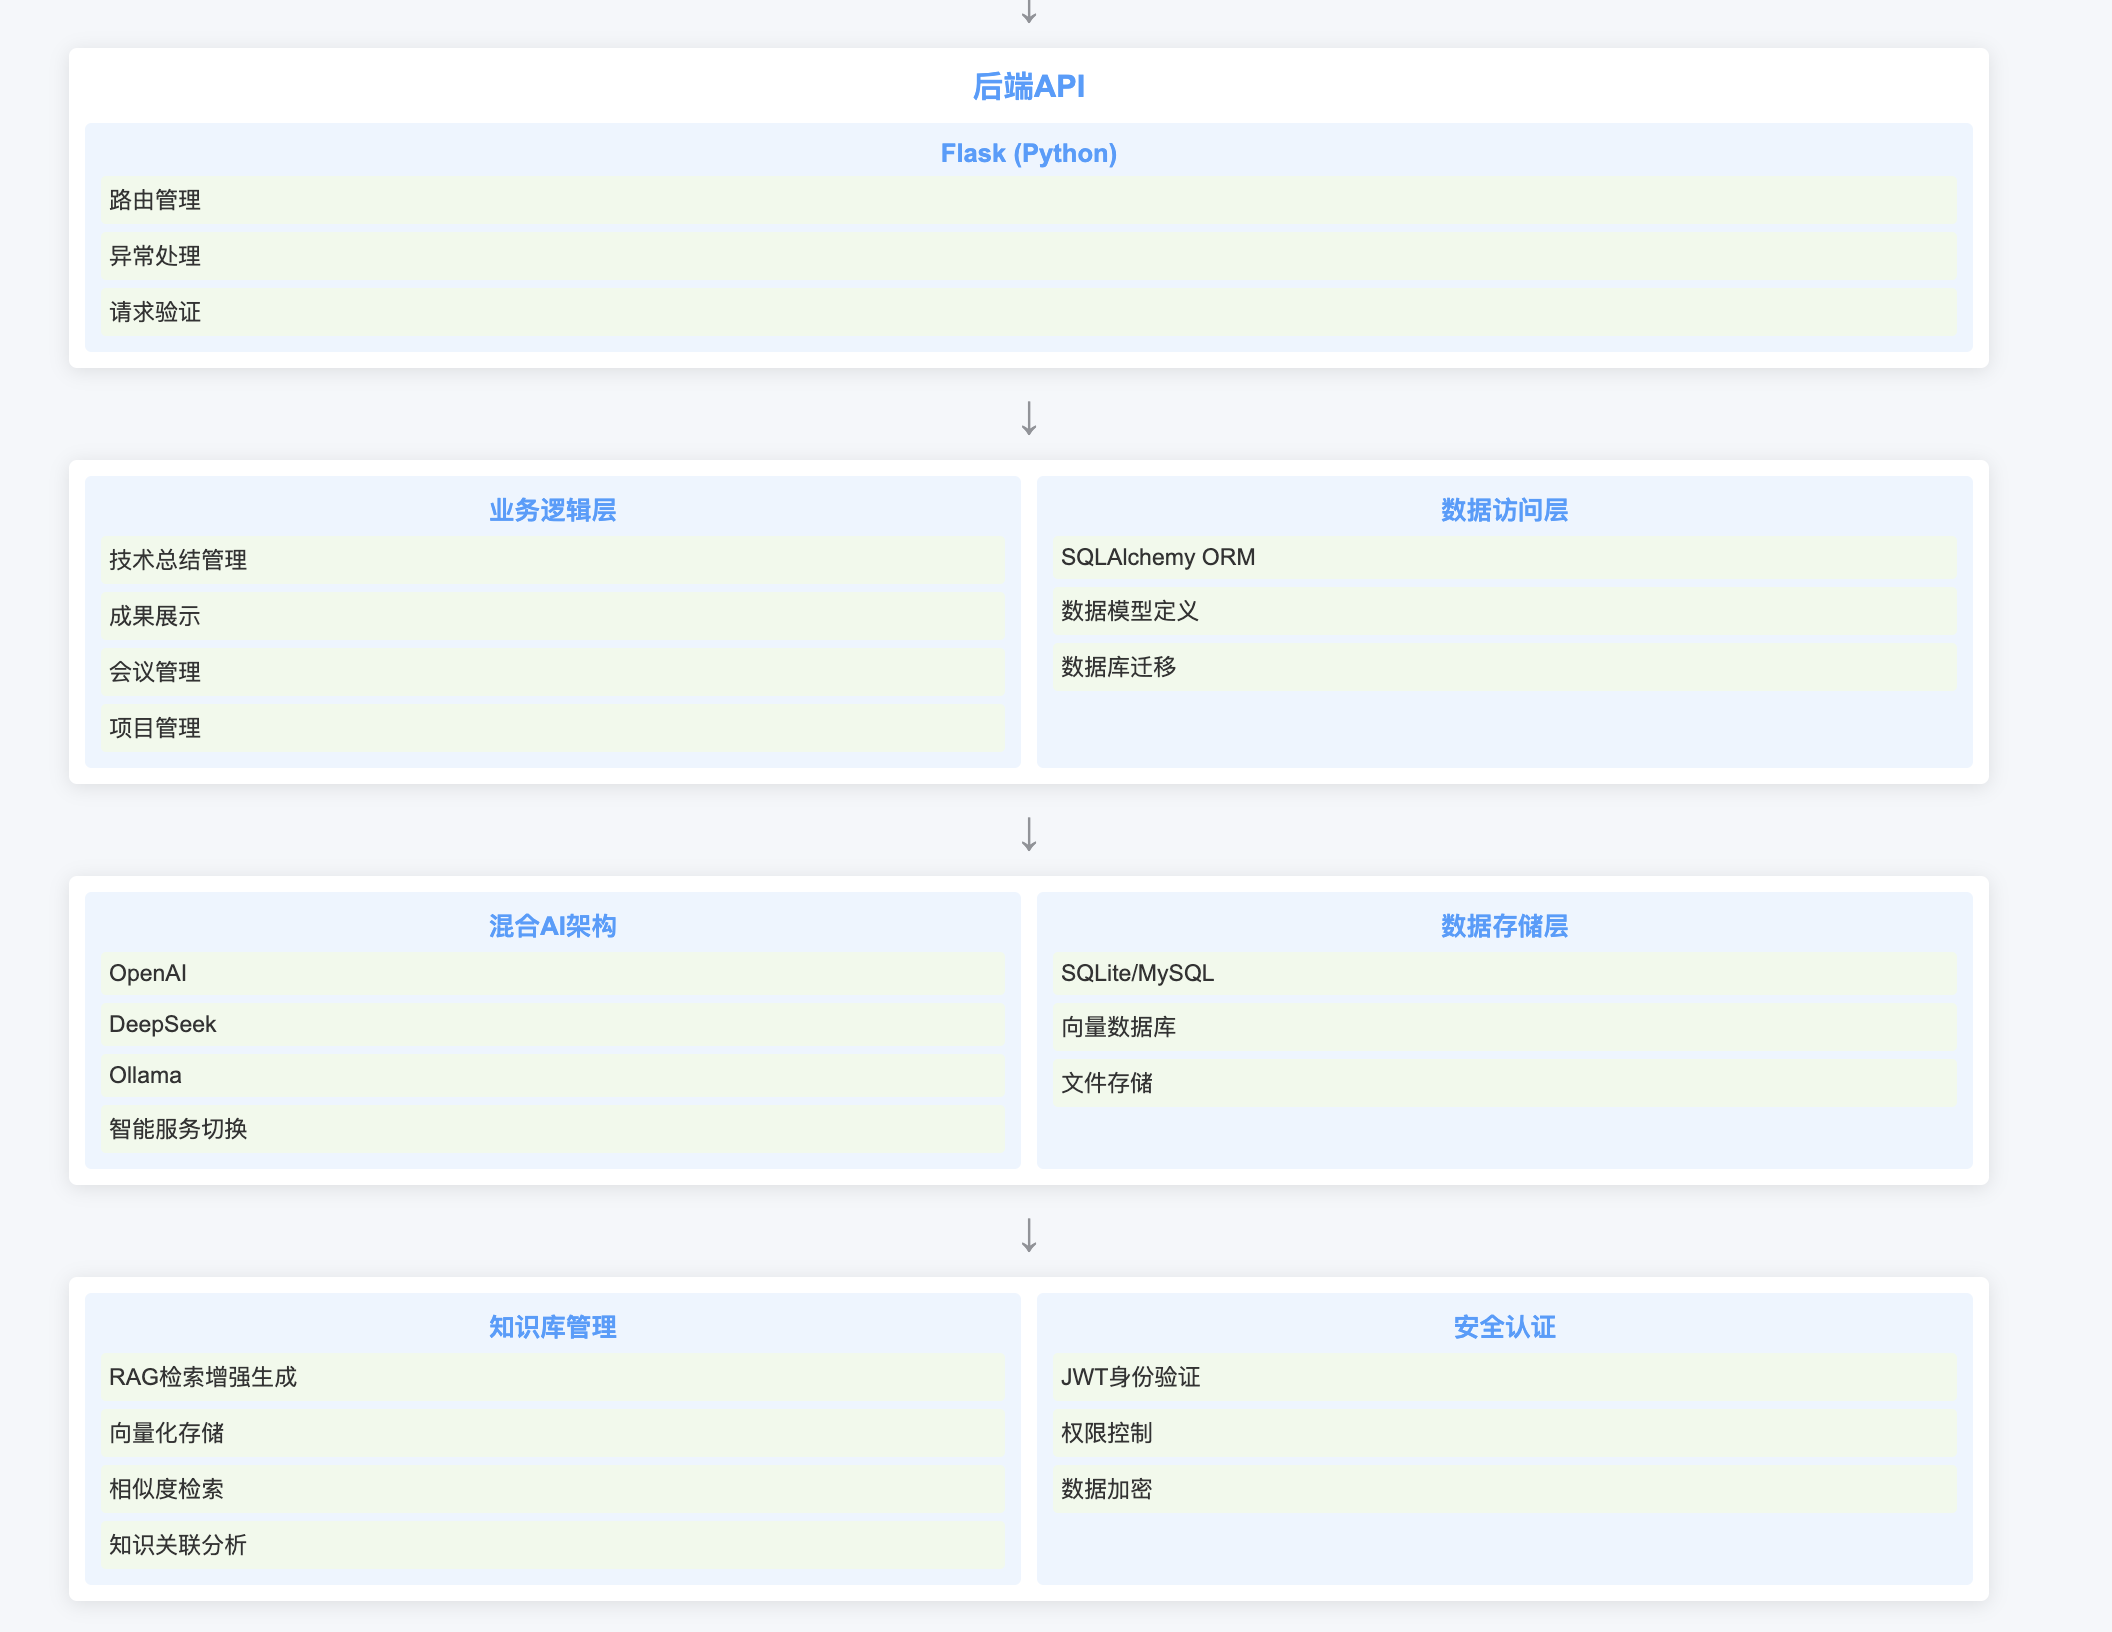 后端API
Flask (Python)
路由管理
异常处理
请求验证
业务逻辑层
技术总结管理
成果展示
会议管理
项目管理
数据访问层
SQLAlchemy ORM
数据模型定义
数据库迁移
混合AI架构
OpenAI
DeepSeek
Ollama
智能服务切换
数据存储层
SQLite/MySQL
向量数据库
文件存储
知识库管理
RAG检索增强生成
向量化存储
相似度检索
知识关联分析
安全认证
JWT身份验证
权限控制
数据加密